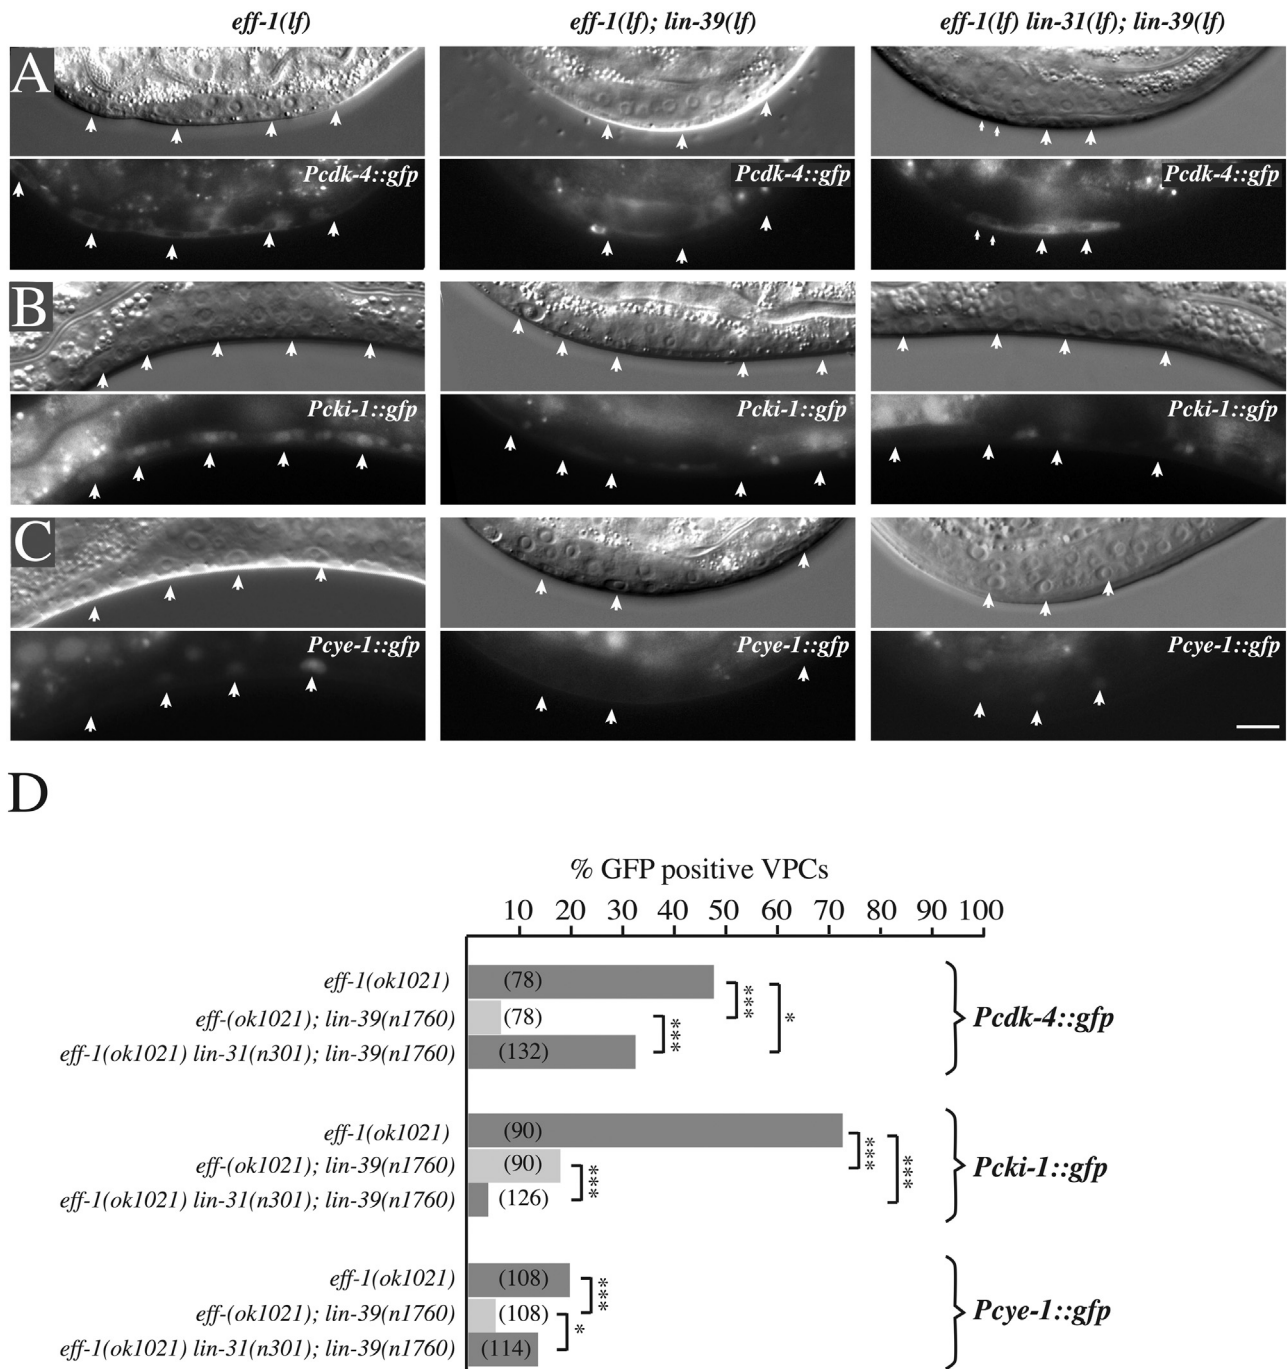 eff-1(lf) eff-1(lf); lin-39(lf) eff-1(lf) lin-31(lf); lin-39(lf)
A
Pcdk-4::gfp Pcdk-4::gfp Pcdk-4::gfp
B
Pcki-1::gfp Pcki-1::gfp Pcki-1::gfp
C
Pcye-1::gfp Pcye-1::gfp Pcye-1::gfp
D
% GFP positive VPCs
10 20 30 40 50 60 70 80 90 100
eff-1(ok1021) (78) ***
eff-(ok1021); lin-39(n1760) (78) *** * Pcdk-4::gfp
eff-1(ok1021) lin-31(n301); lin-39(n1760) (132)
eff-1(ok1021) (90) *** ***
eff-(ok1021); lin-39(n1760) (90) *** Pcki-1::gfp
eff-1(ok1021) lin-31(n301); lin-39(n1760) (126)
eff-1(ok1021) (108) ***
eff-(ok1021); lin-39(n1760) (108) * Pcye-1::gfp
eff-1(ok1021) lin-31(n301); lin-39(n1760) (114)